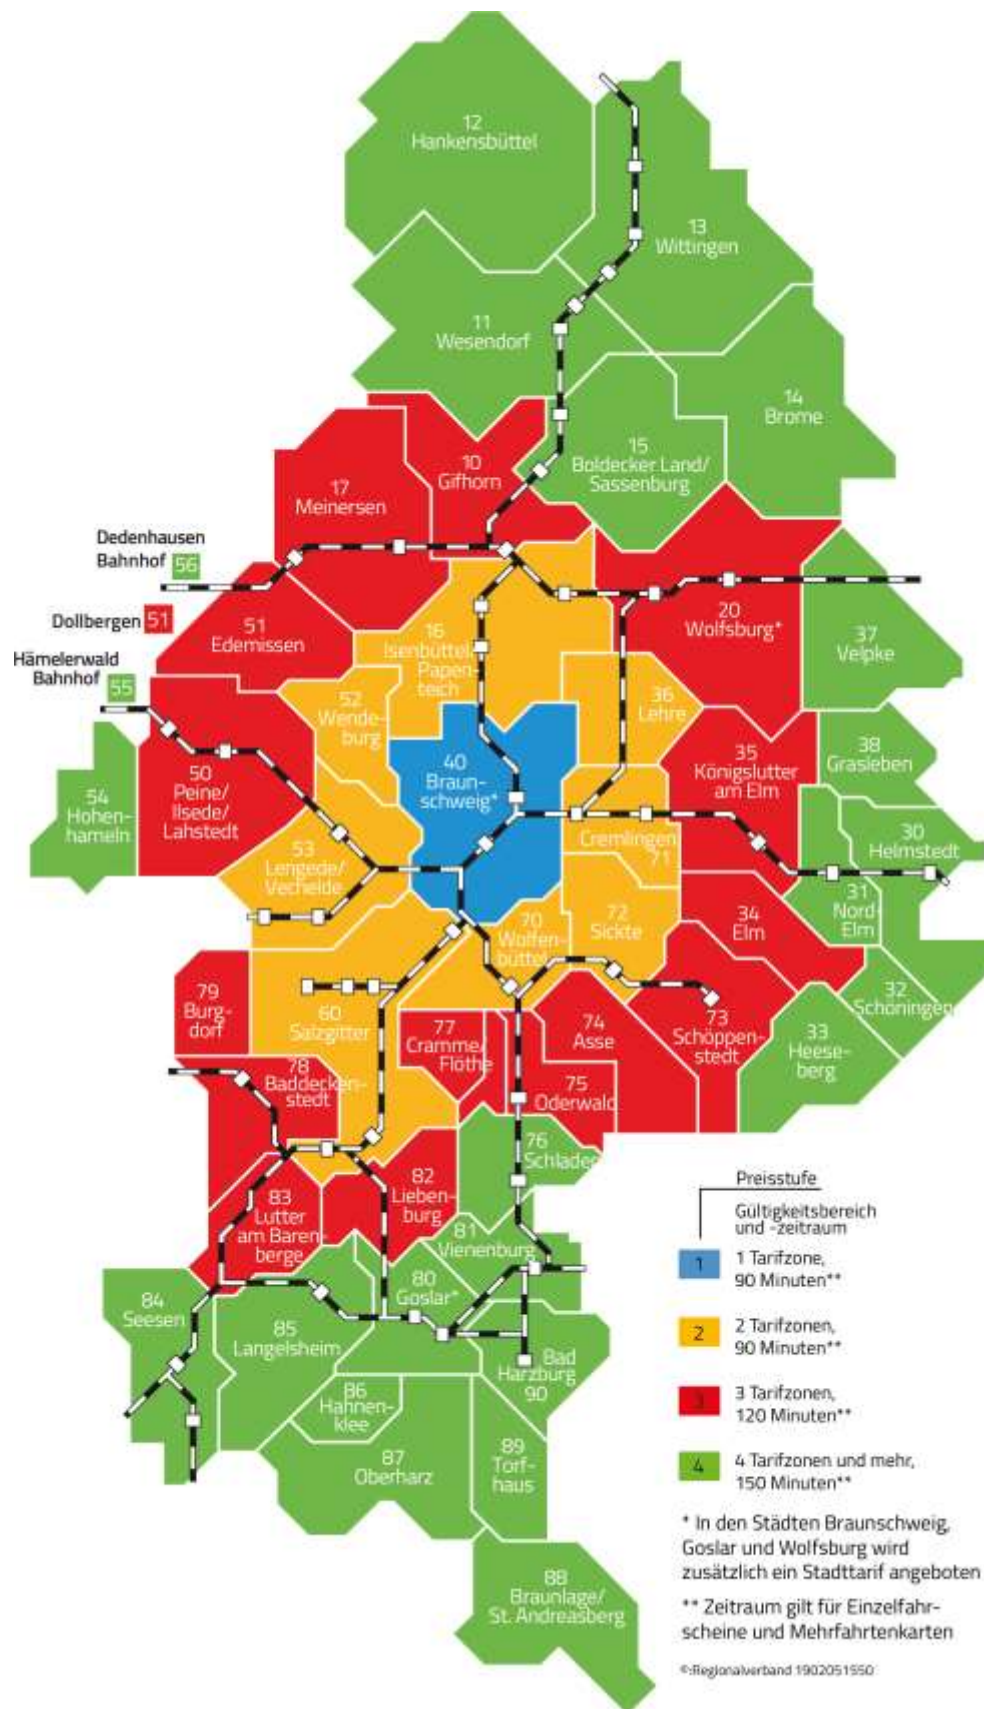 12
Hankensbüttel
13
Wittingen
11
Wesendorf
14
Brome
15
Boldecker Land/
Sassenburg
10
Gifhorn
17
Meinersen
Dedenhausen
Bahnhof 56
Dollbergen 51
51
Edemissen
Hämelerwald
Bahnhof
55
16
Isenbüttel/
Papen-
teich
20
Wolfsburg*
37
Velpke
52
Wende-
burg
36
Lehre
38
Grasleben
35
Königslutter
am Elm
40
Braun-
schweig*
50
Peine/
Ilsede/
Lahstedt
54
Hohen-
hameln
30
Helmstedt
53
Lengede/
Vechelde
Cremlingen
71
31
Nord-
Elm
34
Elm
72
Sickte
70
Wolfen-
büttel
32
Schöningen
79
Burg-
dorf
60
Salzgitter
73
Schöppen-
stedt
33
Heese-
berg
77
Cramme/
Flöthe
74
Asse
78
Baddecken-
stedt
75
Oderwald
76
Schladen
82
Lieben-
burg
83
Lutter
am Baren-
berge
81
Vienenburg
80
Goslar*
84
Seesen
85
Langelsheim
Bad
Harzburg
90
86
Hahnen-
klee
87
Oberharz
89
Torf-
haus
88
Braunlage/
St. Andreasberg
Preisstufe
Gültigkeitsbereich
und -zeitraum
1 1 Tarifzone,
90 Minuten**
2 2 Tarifzonen,
90 Minuten**
3 3 Tarifzonen,
120 Minuten**
4 4 Tarifzonen und mehr,
150 Minuten**
* In den Städten Braunschweig,
Goslar und Wolfsburg wird
zusätzlich ein Stadttarif angeboten
** Zeitraum gilt für Einzelfahr-
scheine und Mehrfahrtenkarten
©:Regionalverband 1902051550